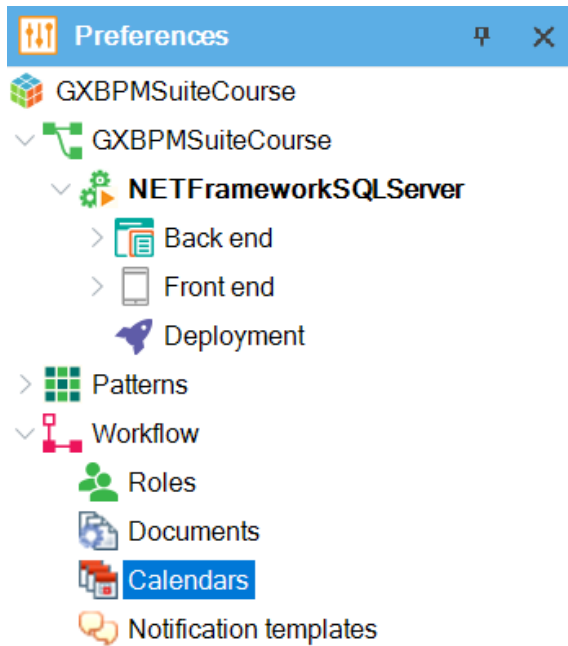 Preferences
GXBPMSuiteCourse
GXBPMSuiteCourse
NETFrameworkSQLServer
Back end
Front end
Deployment
Patterns
Workflow
Roles
Documents
Calendars
Notification templates